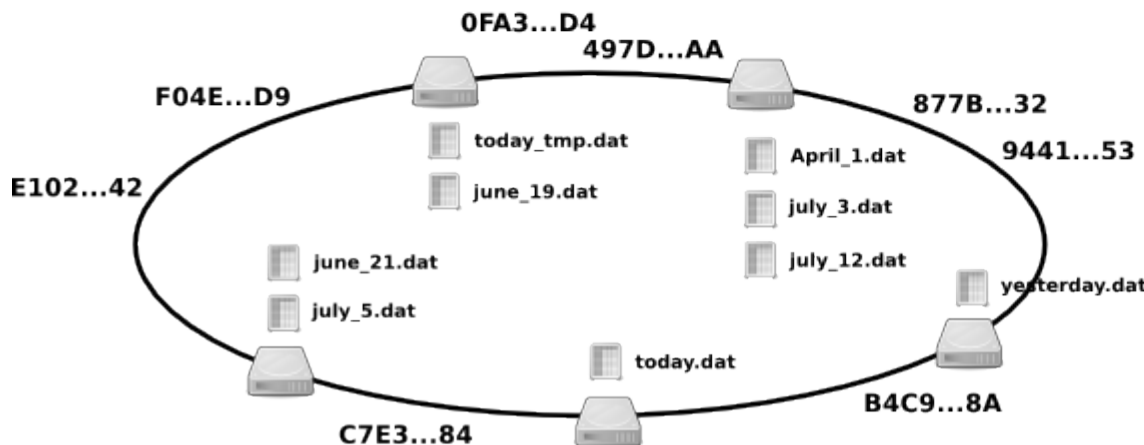 0FA3...D4
497D...AA
F04E...D9
877B...32
today_tmp.dat
April_1.dat
9441...53
E102...42
june_19.dat
july_3.dat
june_21.dat
july_12.dat
yesterday.dat
july_5.dat
today.dat
B4C9...8A
C7E3...84